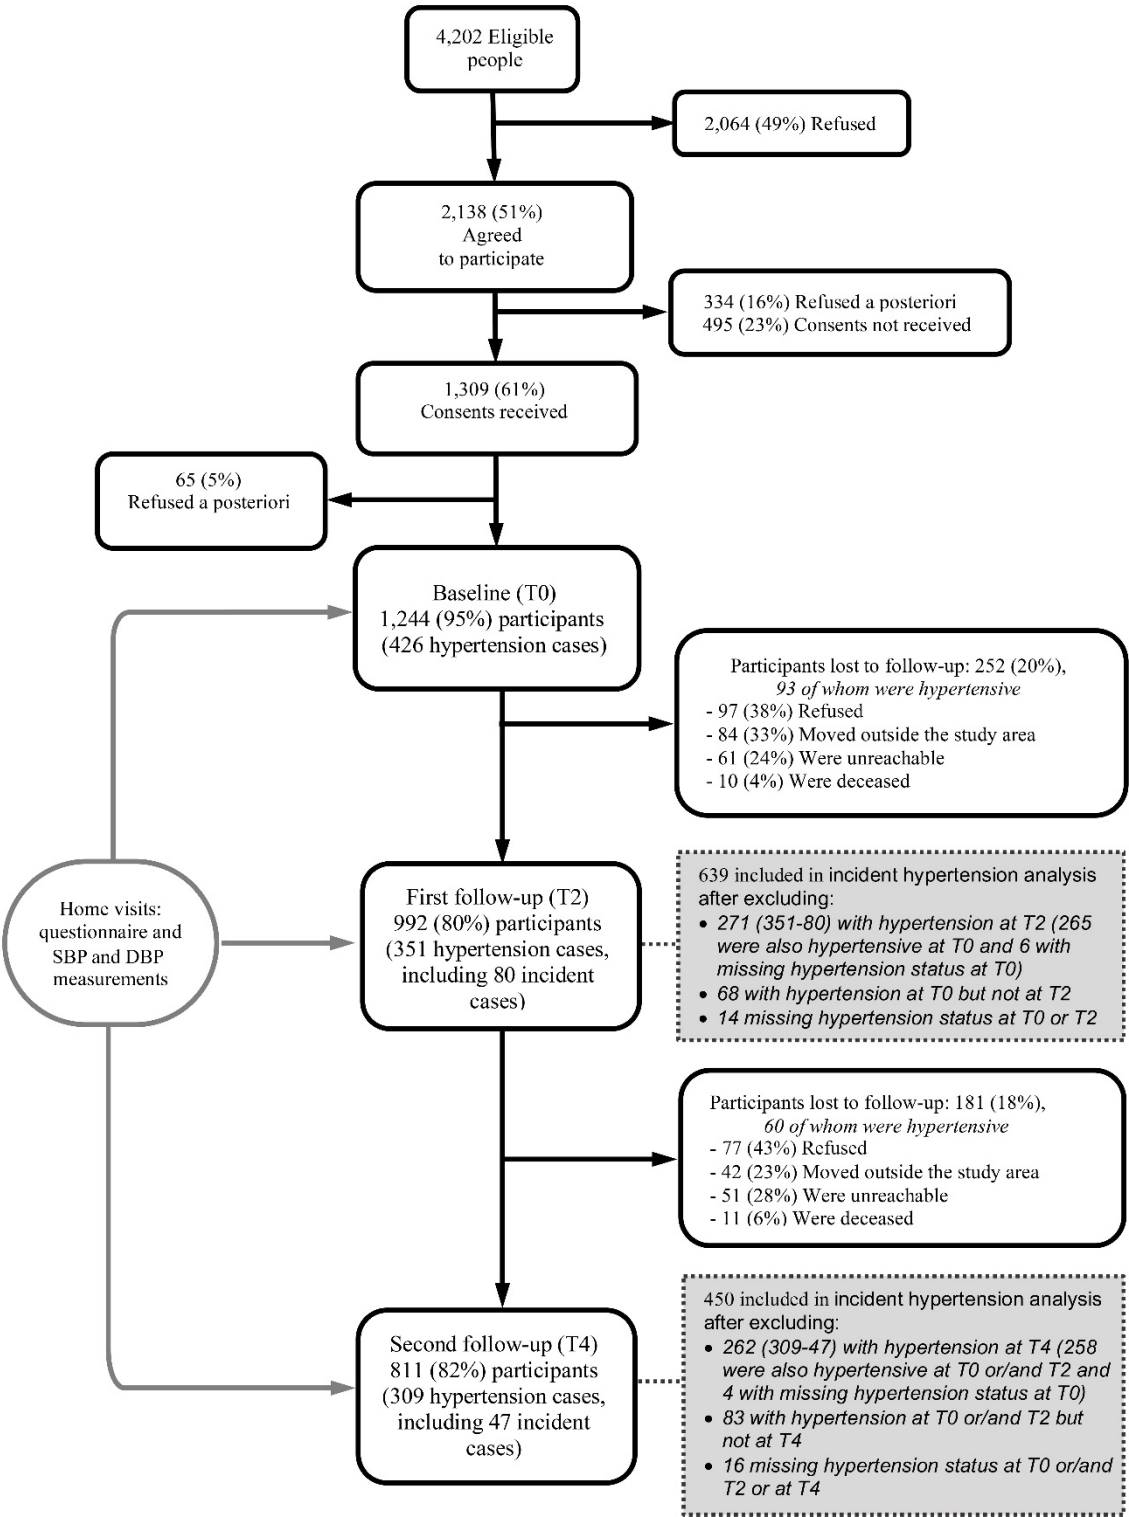 4,202 Eligible
people
2,064 (49%) Refused
2,138 (51%)
Agreed
to participate
334 (16%) Refused a posteriori
495 (23%) Consents not received
1,309 (61%)
Consents received
65 (5%)
Refused a posteriori
Baseline (T0)
1,244 (95%) participants
(426 hypertension cases)
Participants lost to follow-up: 252 (20%),
93 of whom were hypertensive
- 97 (38%) Refused
- 84 (33%) Moved outside the study area
- 61 (24%) Were unreachable
- 10 (4%) Were deceased
Home visits:
questionnaire and
SBP and DBP
measurements
First follow-up (T2)
992 (80%) participants
(351 hypertension cases,
including 80 incident
cases)
639 included in incident hypertension analysis
after excluding:
• 271 (351-80) with hypertension at T2 (265
were also hypertensive at T0 and 6 with
missing hypertension status at T0)
• 68 with hypertension at T0 but not at T2
• 14 missing hypertension status at T0 or T2
Participants lost to follow-up: 181 (18%),
60 of whom were hypertensive
- 77 (43%) Refused
- 42 (23%) Moved outside the study area
- 51 (28%) Were unreachable
- 11 (6%) Were deceased
Second follow-up (T4)
811 (82%) participants
(309 hypertension cases,
including 47 incident
cases)
450 included in incident hypertension analysis
after excluding:
• 262 (309-47) with hypertension at T4 (258
were also hypertensive at T0 or/and T2 and
4 with missing hypertension status at T0)
• 83 with hypertension at T0 or/and T2 but
not at T4
• 16 missing hypertension status at T0 or/and
T2 or at T4